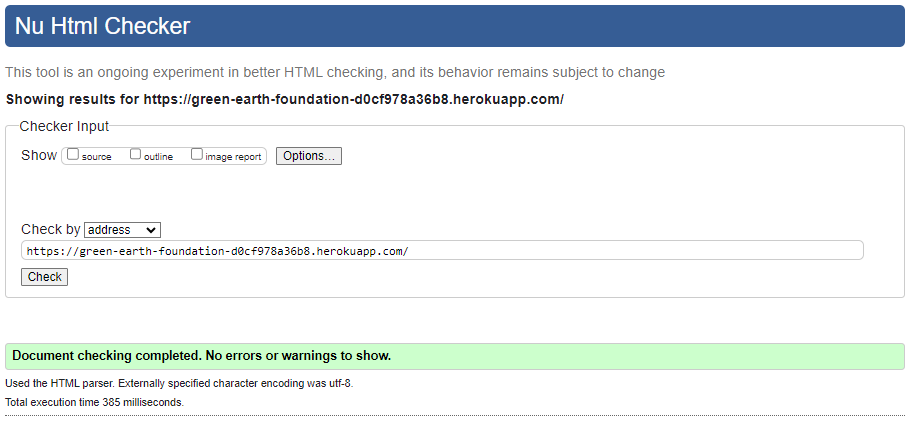 Nu Html Checker
This tool is an ongoing experiment in better HTML checking, and its behavior remains subject to change
Showing results for https://green-earth-foundation-d0cf978a36b8.herokuapp.com/
Checker Input
Show source outline image report Options...
Check by address
https://green-earth-foundation-d0cf978a36b8.herokuapp.com/
Check
Document checking completed. No errors or warnings to show.
Used the HTML parser. Externally specified character encoding was utf-8.
Total execution time 385 milliseconds.